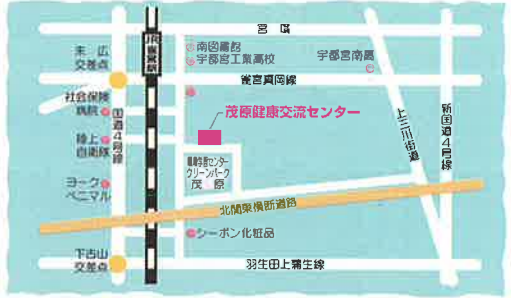 宮環
JR雀宮駅
南図書館
宇都宮工業高校
宇都宮南高
末広
交差点
雀宮真岡線
社会保険
病院
国道4号線
茂原健康交流センター
陸上
自衛隊
環境学習センター
クリーンパーク
茂原
上三川街道
新国道4号線
ヨーク
ベニマル
北関東横断道路
シーボン化粧品
下古山
交差点
羽生田上蒲生線